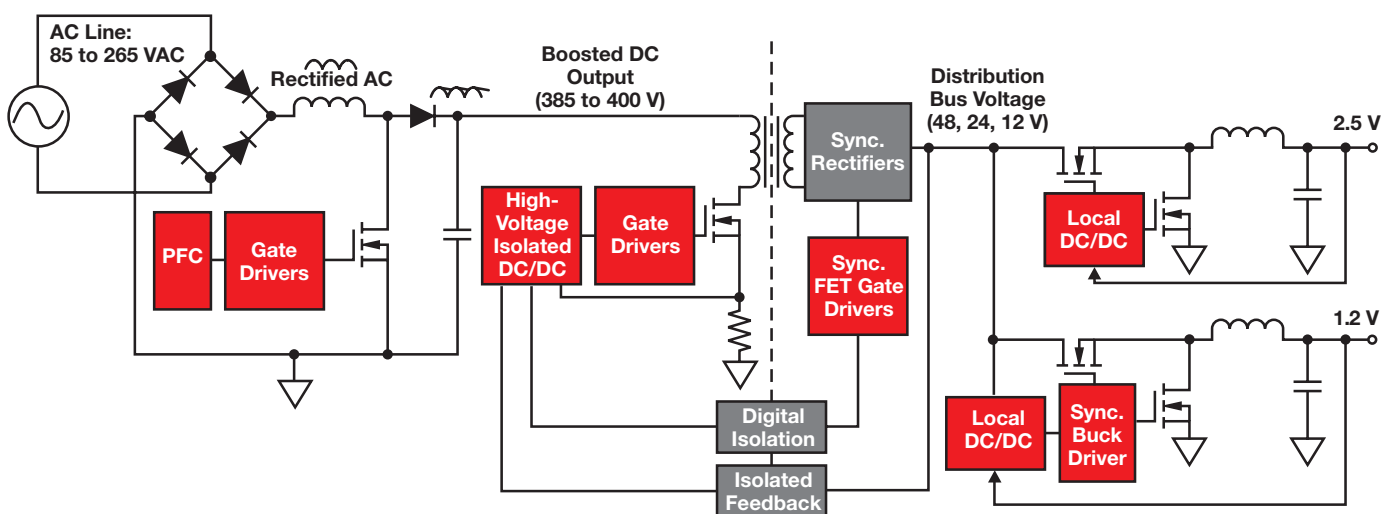 AC Line:
85 to 265 VAC
Rectified AC
Boosted DC
Output
(385 to 400 V)
Distribution
Bus Voltage
(48, 24, 12 V)
2.5 V
Sync.
Rectifiers
PFC
Gate
Drivers
High-
Voltage
Isolated
DC/DC
Gate
Drivers
Sync.
FET Gate
Drivers
Local
DC/DC
1.2 V
Digital
Isolation
Isolated
Feedback
Local
DC/DC
Sync.
Buck
Driver